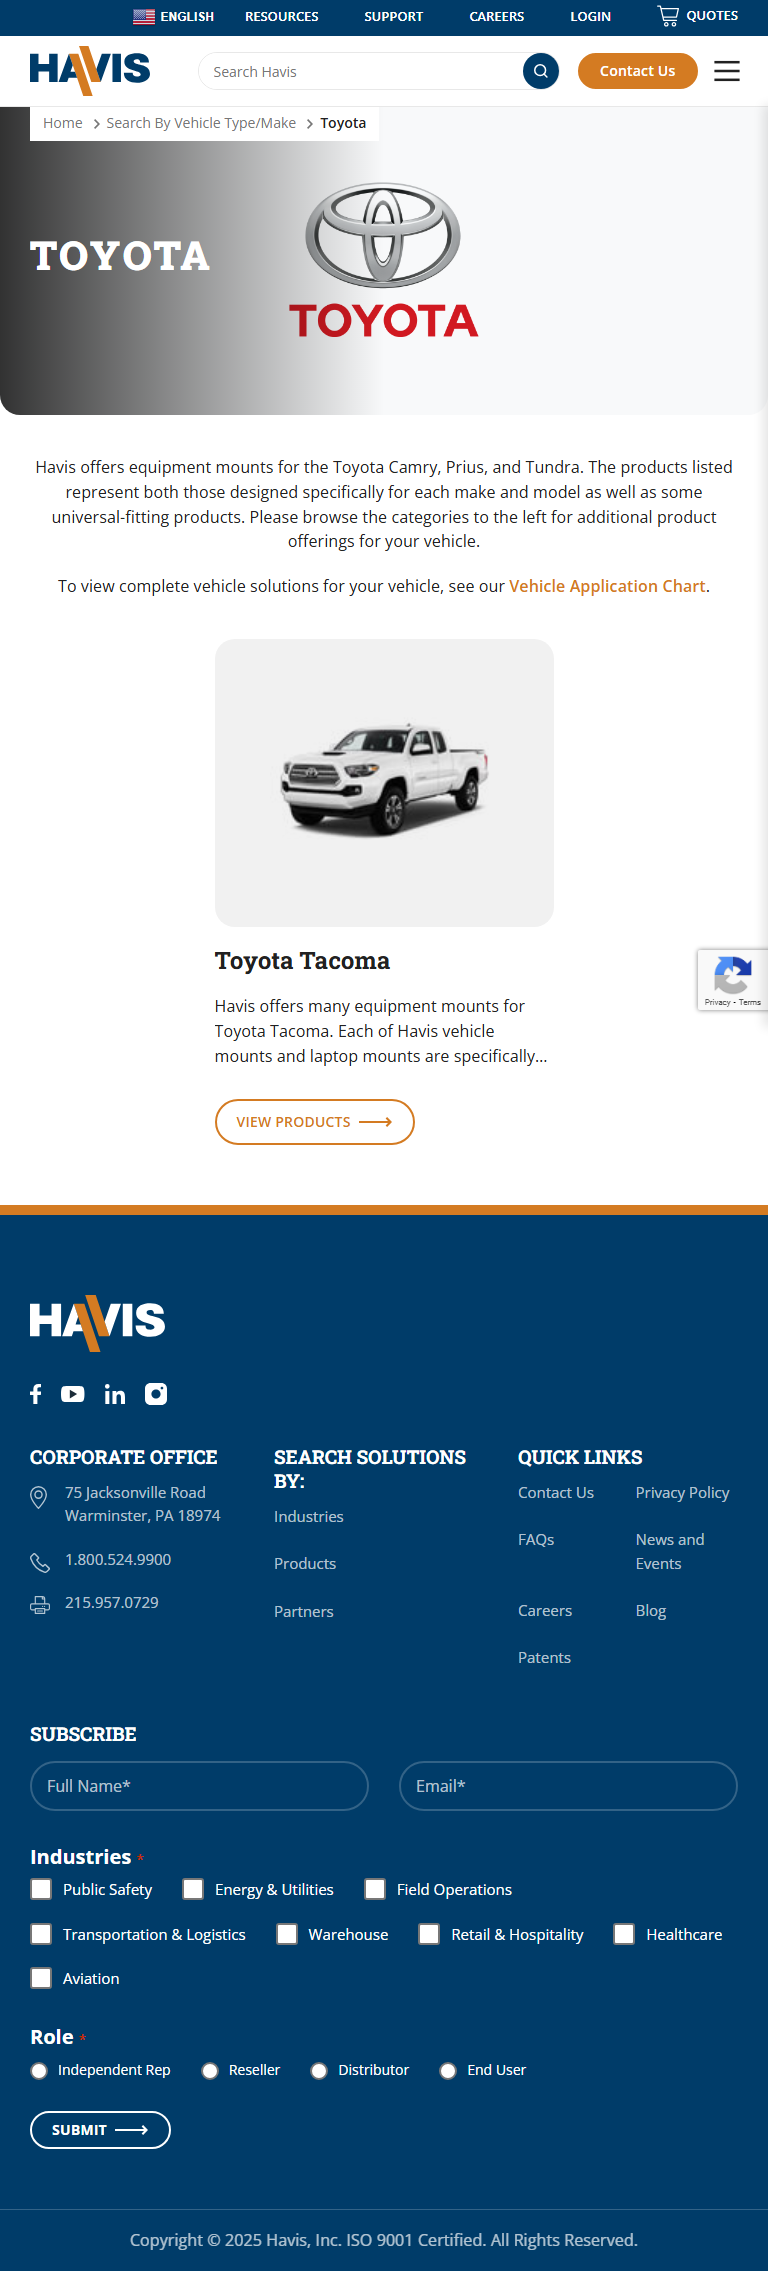 ENGLISH RESOURCES SUPPORT CAREERS LOGIN QUOTES
HAVIS
Search Havis
Contact Us
Home Search By Vehicle Type/Make Toyota
TOYOTA
TOYOTA
Havis offers equipment mounts for the Toyota Camry, Prius, and Tundra. The products listed
represent both those designed specifically for each make and model as well as some
universal-fitting products. Please browse the categories to the left for additional product
offerings for your vehicle.
To view complete vehicle solutions for your vehicle, see our Vehicle Application Chart.
Toyota Tacoma
Havis offers many equipment mounts for
Toyota Tacoma. Each of Havis vehicle
mounts and laptop mounts are specifically...
Privacy - Terms
VIEW PRODUCTS
HAVIS
CORPORATE OFFICE
75 Jacksonville Road
Warminster, PA 18974
1.800.524.9900
215.957.0729
SEARCH SOLUTIONS
BY:
Industries
Products
Partners
QUICK LINKS
Contact Us Privacy Policy
FAQs News and
Events
Careers Blog
Patents
SUBSCRIBE
Full Name* Email*
Industries *
Public Safety Energy & Utilities Field Operations
Transportation & Logistics Warehouse Retail & Hospitality Healthcare
Aviation
Role *
Independent Rep Reseller Distributor End User
SUBMIT
Copyright © 2025 Havis, Inc. ISO 9001 Certified. All Rights Reserved.